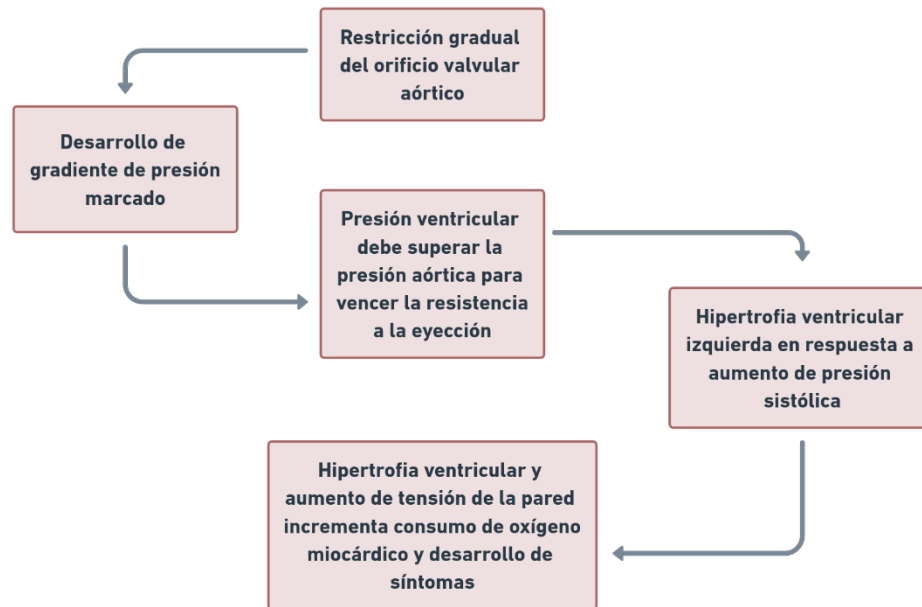 Restricción gradual
del orificio valvular
aórtico
Desarrollo de
gradiente de presión
marcado
Presión ventricular
debe superar la
presión aórtica para
vencer la resistencia
a la eyección
Hipertrofia ventricular
izquierda en respuesta a
aumento de presión
sistólica
Hipertrofia ventricular y
aumento de tensión de la pared
incrementa consumo de oxígeno
miocárdico y desarrollo de
síntomas